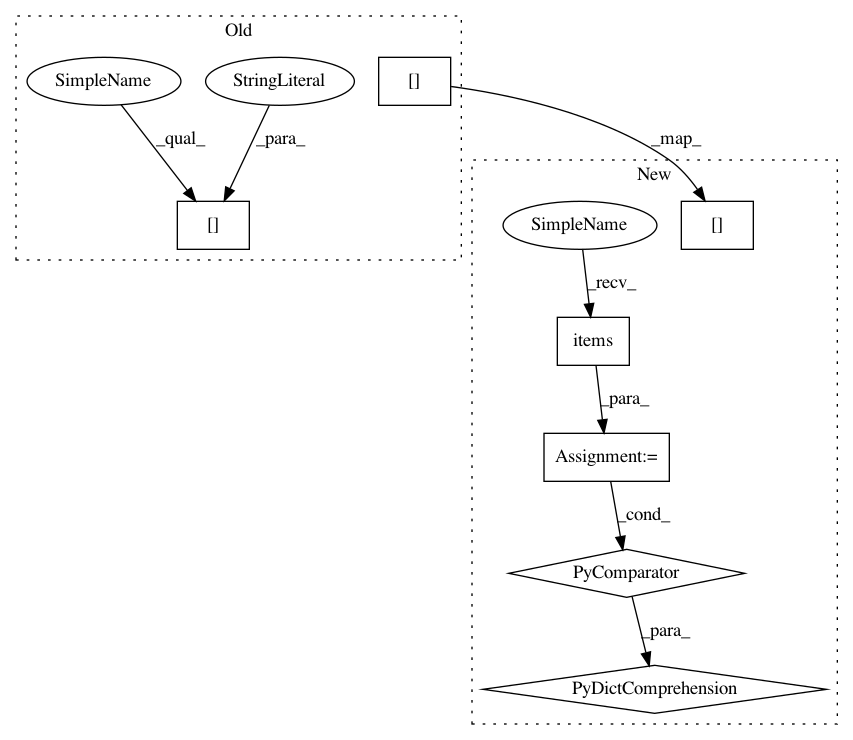 Old
SimpleName
StringLiteral
[]
_qual_
_para_
_map_
[]
New
SimpleName
[]
_recv_
items
_para_
Assignment:=
_cond_
PyComparator
_para_
PyDictComprehension